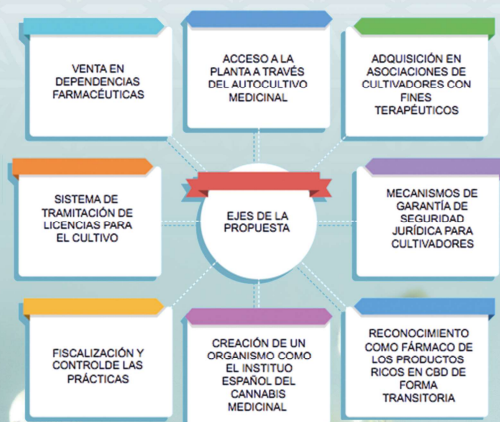 VENTA EN
DEPENDENCIAS
FARMACÉUTICAS
ACCESO A LA
PLANTA A TRAVÉS
DEL AUTOCULTIVO
MEDICINAL
ADQUISICIÓN EN
ASOCIACIONES DE
CULTIVADORES CON
FINES
TERAPÉUTICOS
SISTEMA DE
TRAMITACIÓN DE
LICENCIAS PARA
EL CULTIVO
EJES DE LA
PROPUESTA
MECANISMOS DE
GARANTÍA DE
SEGURIDAD
JURÍDICA PARA
CULTIVADORES
FISCALIZACIÓN Y
CONTROLDE LAS
PRÁCTICAS
CREACIÓN DE UN
ORGANISMO COMO
EL INSTITUO
ESPAÑOL DEL
CANNABIS
MEDICINAL
RECONOCIMIENTO
COMO FÁRMACO DE
LOS PRODUCTOS
RICOS EN CBD DE
FORMA
TRANSITORIA